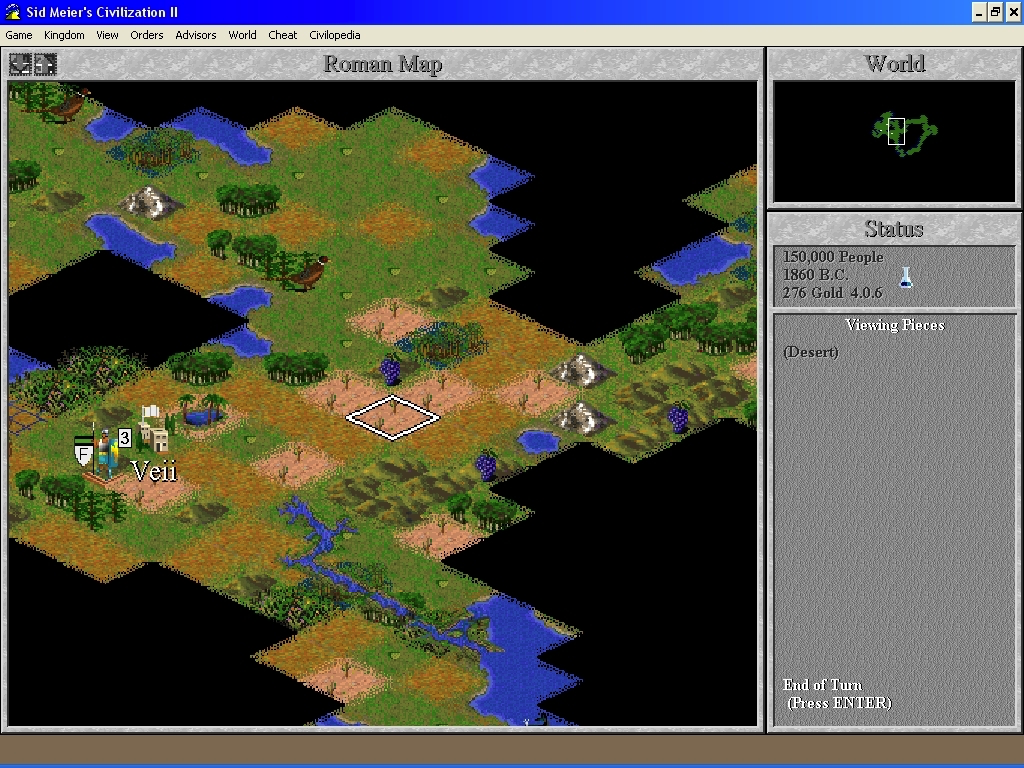 Sid Meier's Civilization II
Game Kingdom View Orders Advisors World Cheat Civilopedia
Roman Map
World
Status
150,000 People
1860 B.C.
276 Gold 4.0.6
Viewing Pieces
(Desert)
3
F
Veii
End of Turn
(Press ENTER)